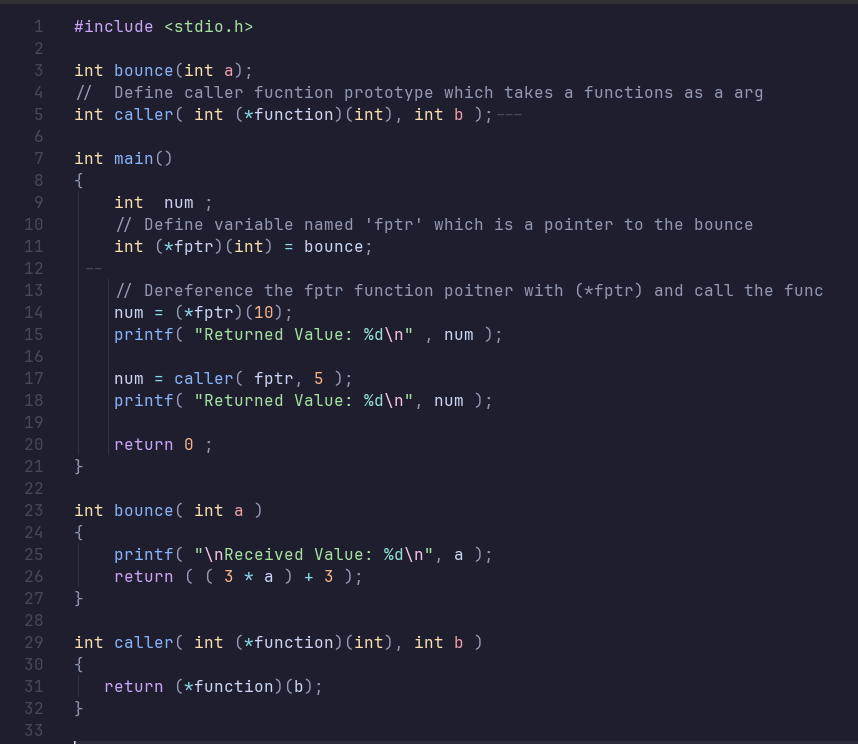 1 #include <stdio.h>
2
3 int bounce(int a);
4 // Define caller fucntion prototype which takes a functions as a arg
5 int caller( int (*function)(int), int b );---
6
7 int main()
8 {
9 int  num ;
10 // Define variable named 'fptr' which is a pointer to the bounce
11 int (*fptr)(int) = bounce;
12 --
13 // Dereference the fptr function poitner with (*fptr) and call the func
14 num = (*fptr)(10);
15 printf( "Returned Value: %d\n" , num );
16
17 num = caller( fptr, 5 );
18 printf( "Returned Value: %d\n", num );
19
20 return 0 ;
21 }
22
23 int bounce( int a )
24 {
25 printf( "\nReceived Value: %d\n", a );
26 return ( ( 3 * a ) + 3 );
27 }
28
29 int caller( int (*function)(int), int b )
30 {
31 return (*function)(b);
32 }
33